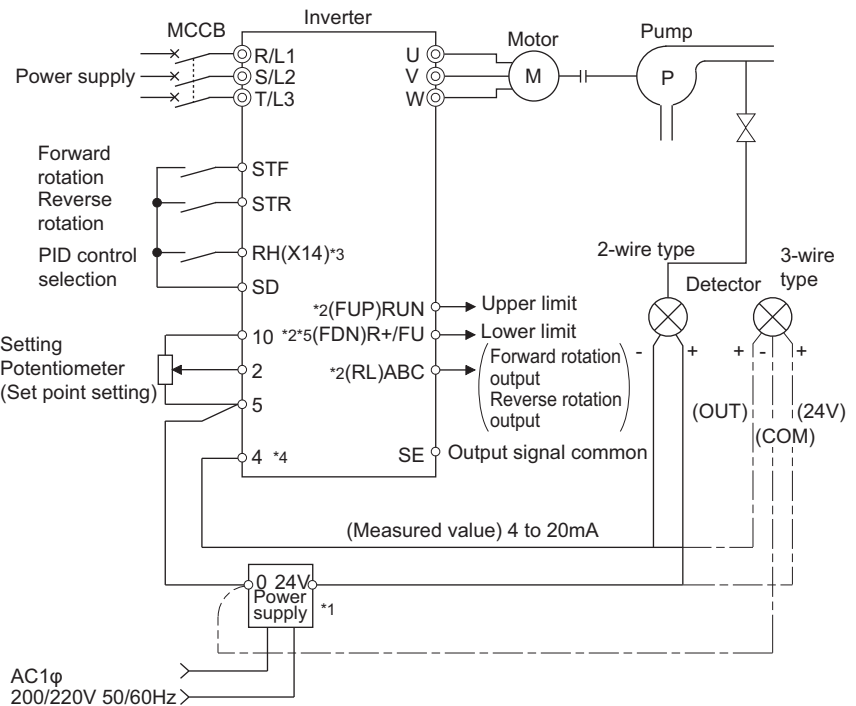 Inverter
MCCB
Motor
Pump
R/L1
S/L2
T/L3
Power supply
U
V
W
M
P
Forward
rotation
Reverse
rotation
PID control
selection
STF
STR
RH(X14)*3
SD
2-wire type
3-wire
type
Detector
*2(FUP)RUN
Upper limit
*2*5(FDN)R+/FU
Lower limit
*2(RL)ABC
(Forward rotation
output
Reverse rotation
output)
Setting
Potentiometer
(Set point setting)
10
2
5
4 *4
SE
Output signal common
- +
+ - +
(OUT)
(24V)
(COM)
(Measured value) 4 to 20mA
0 24V
Power
supply
*1
AC1φ
200/220V 50/60Hz